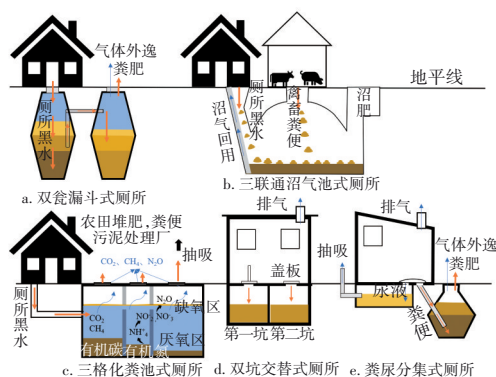 气体外逸
粪肥
厕所黑水
a. 双瓮漏斗式厕所
地平线
厕所黑水
禽畜粪便
沼气回用
沼肥
b. 三联通沼气池式厕所
农田堆肥,粪便
污泥处理厂
抽吸
CO₂、CH₄、N₂O
厕所黑水
CO₂
CH₄
N₂O
NO₂⁻
NO₃⁻
NH₄⁺
缺氧区
厌氧区
有机碳
有机氮
c. 三格化粪池式厕所
排气
盖板
第一坑
第二坑
d. 双坑交替式厕所
排气
抽吸
尿液
粪便
气体外逸
粪肥
e. 粪尿分集式厕所